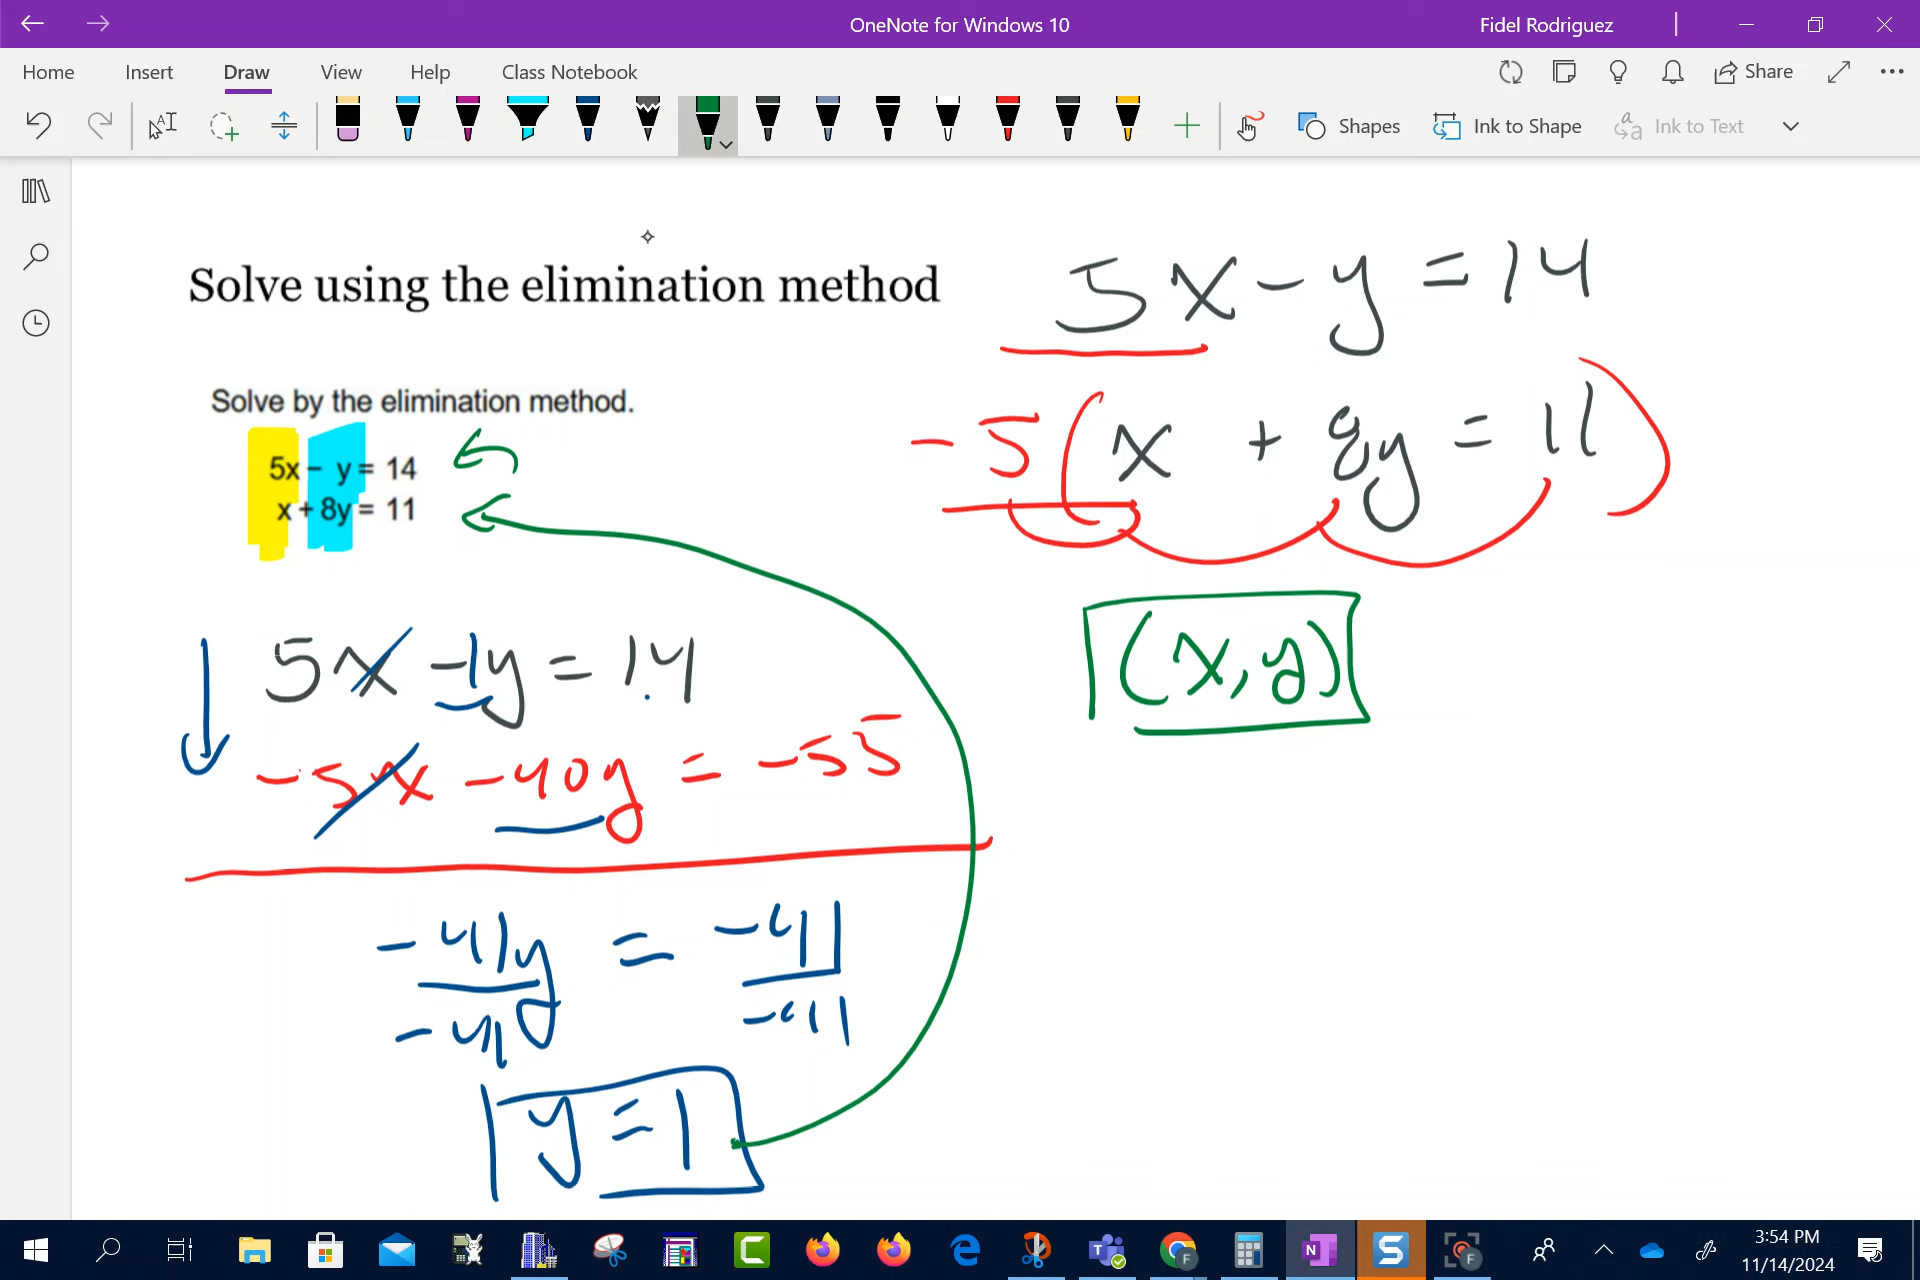 OneNote for Windows 10
Fidel Rodriguez
Home Insert Draw View Help Class Notebook
Share
Shapes Ink to Shape Ink to Text
Solve using the elimination method
5x - y = 14
-5(x + 8y = 11)
Solve by the elimination method.
5x - y = 14
x + 8y = 11
(x, y)
5x -1y = 14
-5x -40y = -55
-41y = -41
-41 -41
y = 1
3:54 PM
11/14/2024